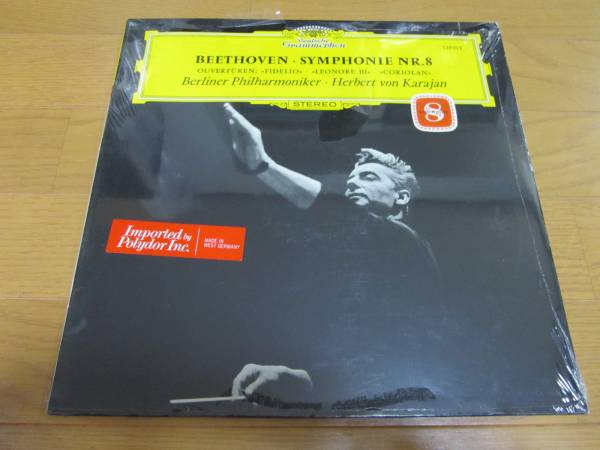 Deutsche
Grammophon
BEETHOVEN · SYMPHONIE NR.8
OUVERTÜREN: »FIDELIO« · »LEONORE III« · »CORIOLAN«
Berliner Philharmoniker · Herbert von Karajan
STEREO
8
Imported by
Polydor Inc.
MADE IN
WEST GERMANY